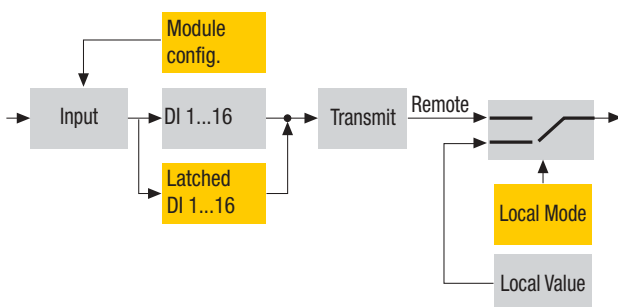 Module
config.
Input
DI 1...16
Transmit
Remote
Latched
DI 1...16
Local Mode
Local Value